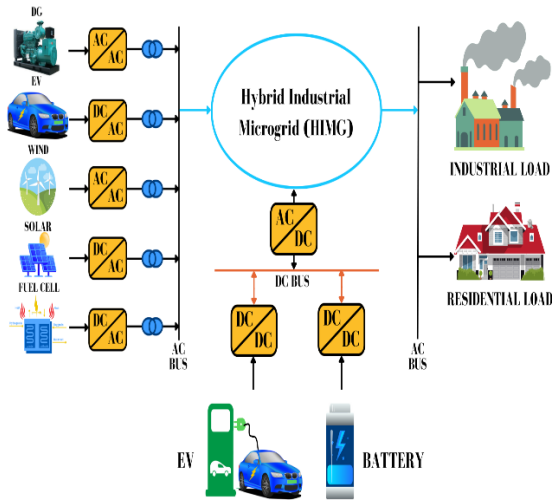 DG
AC
AC
EV
DC
AC
WIND
AC
AC
SOLAR
DC
AC
FUEL CELL
DC
AC
AC
BUS
Hybrid Industrial
Microgrid (HIMG)
AC
DC
DC BUS
DC
DC
DC
DC
EV
BATTERY
AC
BUS
INDUSTRIAL LOAD
RESIDENTIAL LOAD